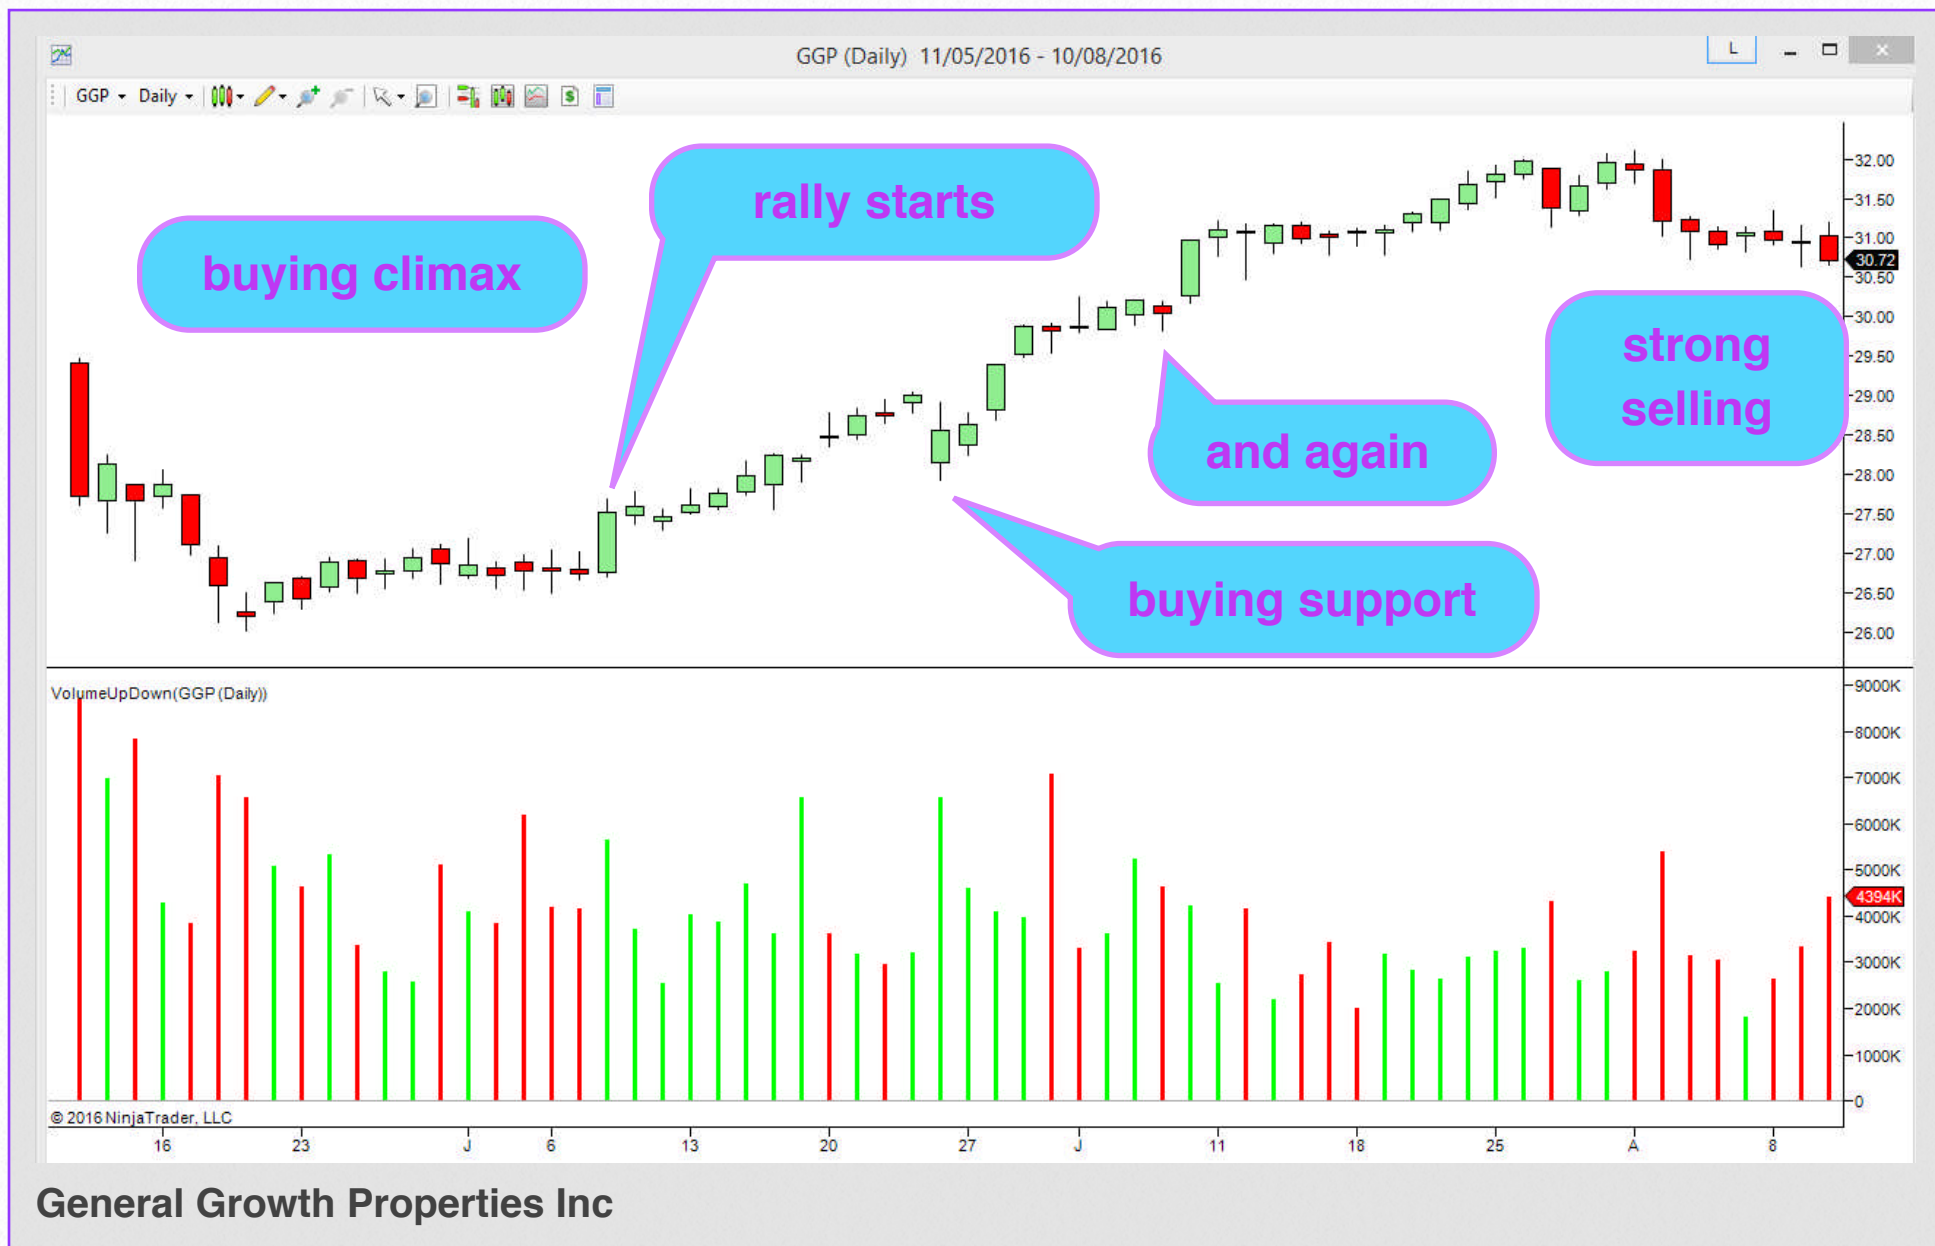 GGP (Daily) 11/05/2016 - 10/08/2016
L
GGP Daily
rally starts
buying climax
strong
selling
and again
buying support
32.00
31.50
31.00
30.72
30.50
30.00
29.50
29.00
28.50
28.00
27.50
27.00
26.50
26.00
VolumeUpDown(GGP (Daily))
9000K
8000K
7000K
6000K
5000K
4394K
4000K
3000K
2000K
1000K
0
© 2016 NinjaTrader, LLC
16 23 J 6 13 20 27 J 11 18 25 A 8
General Growth Properties Inc